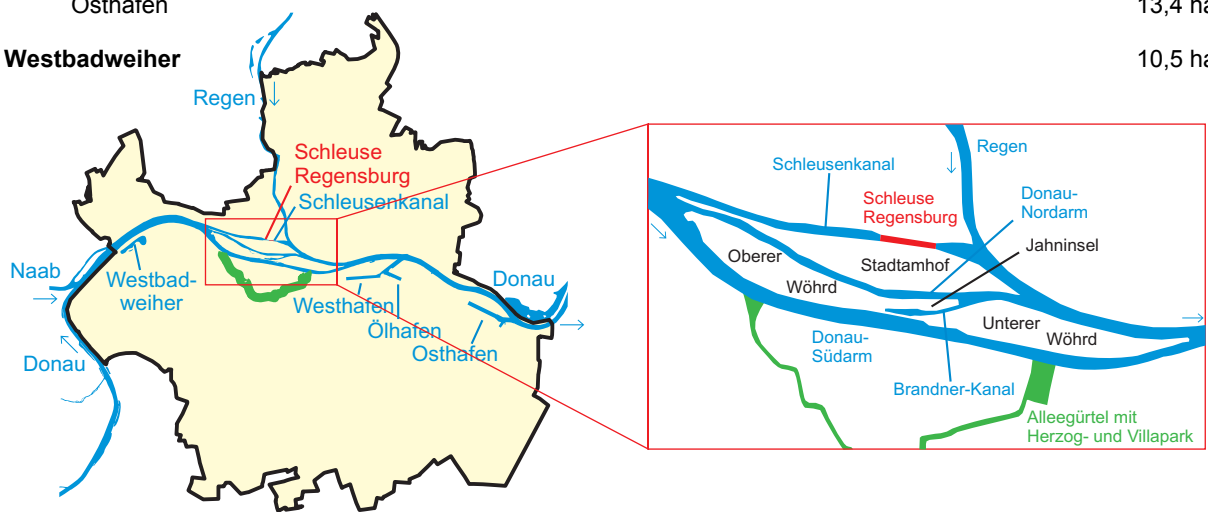 Osthafen 13,4 ha
Westbadweiher 10,5 ha
Regen
Schleuse
Regensburg
Schleusenkanal
Naab
Westbad-
weiher
Donau
Westhafen
Ölhafen
Osthafen
Donau
Schleusenkanal
Regen
Schleuse
Regensburg
Donau-
Nordarm
Jahninsel
Oberer
Wöhrd
Stadtamhof
Unterer
Wöhrd
Donau-
Südarm
Brandner-Kanal
Alleegürtel mit
Herzog- und Villapark